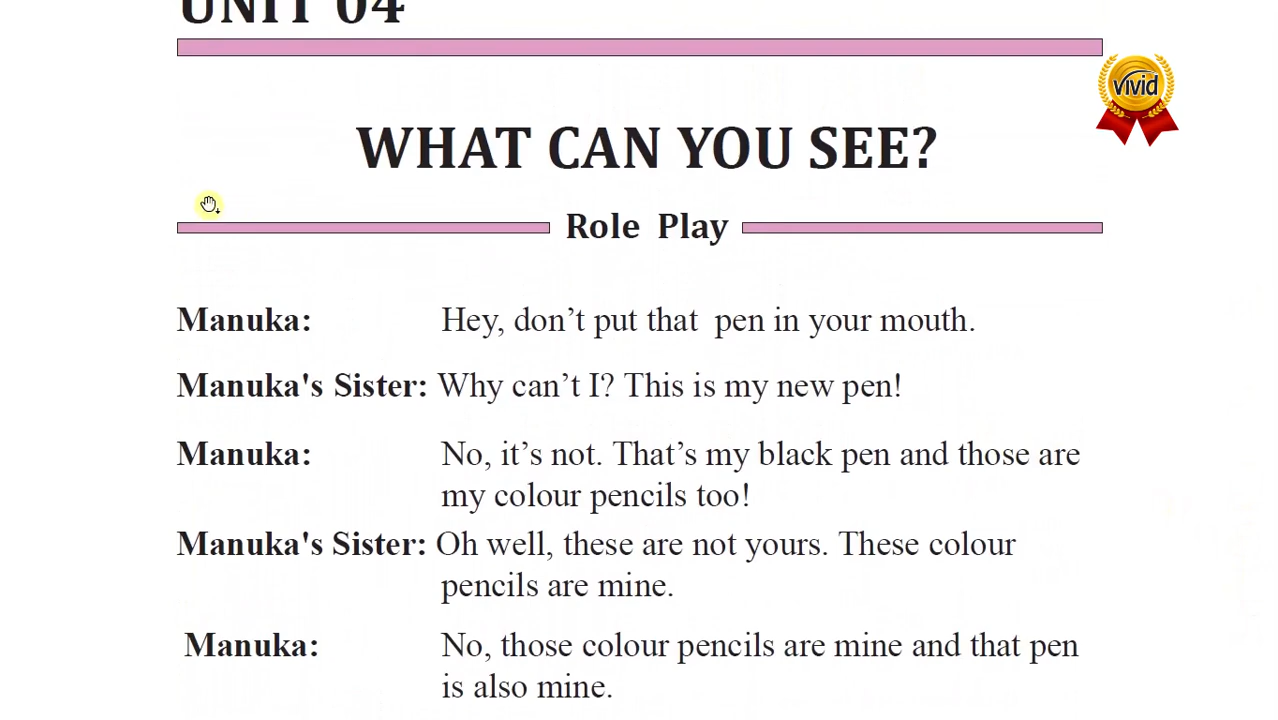 UNIT 04
vivid
WHAT CAN YOU SEE?
Role Play
Manuka: Hey, don’t put that pen in your mouth.
Manuka's Sister: Why can’t I? This is my new pen!
Manuka: No, it’s not. That’s my black pen and those are
my colour pencils too!
Manuka's Sister: Oh well, these are not yours. These colour
pencils are mine.
Manuka: No, those colour pencils are mine and that pen
is also mine.